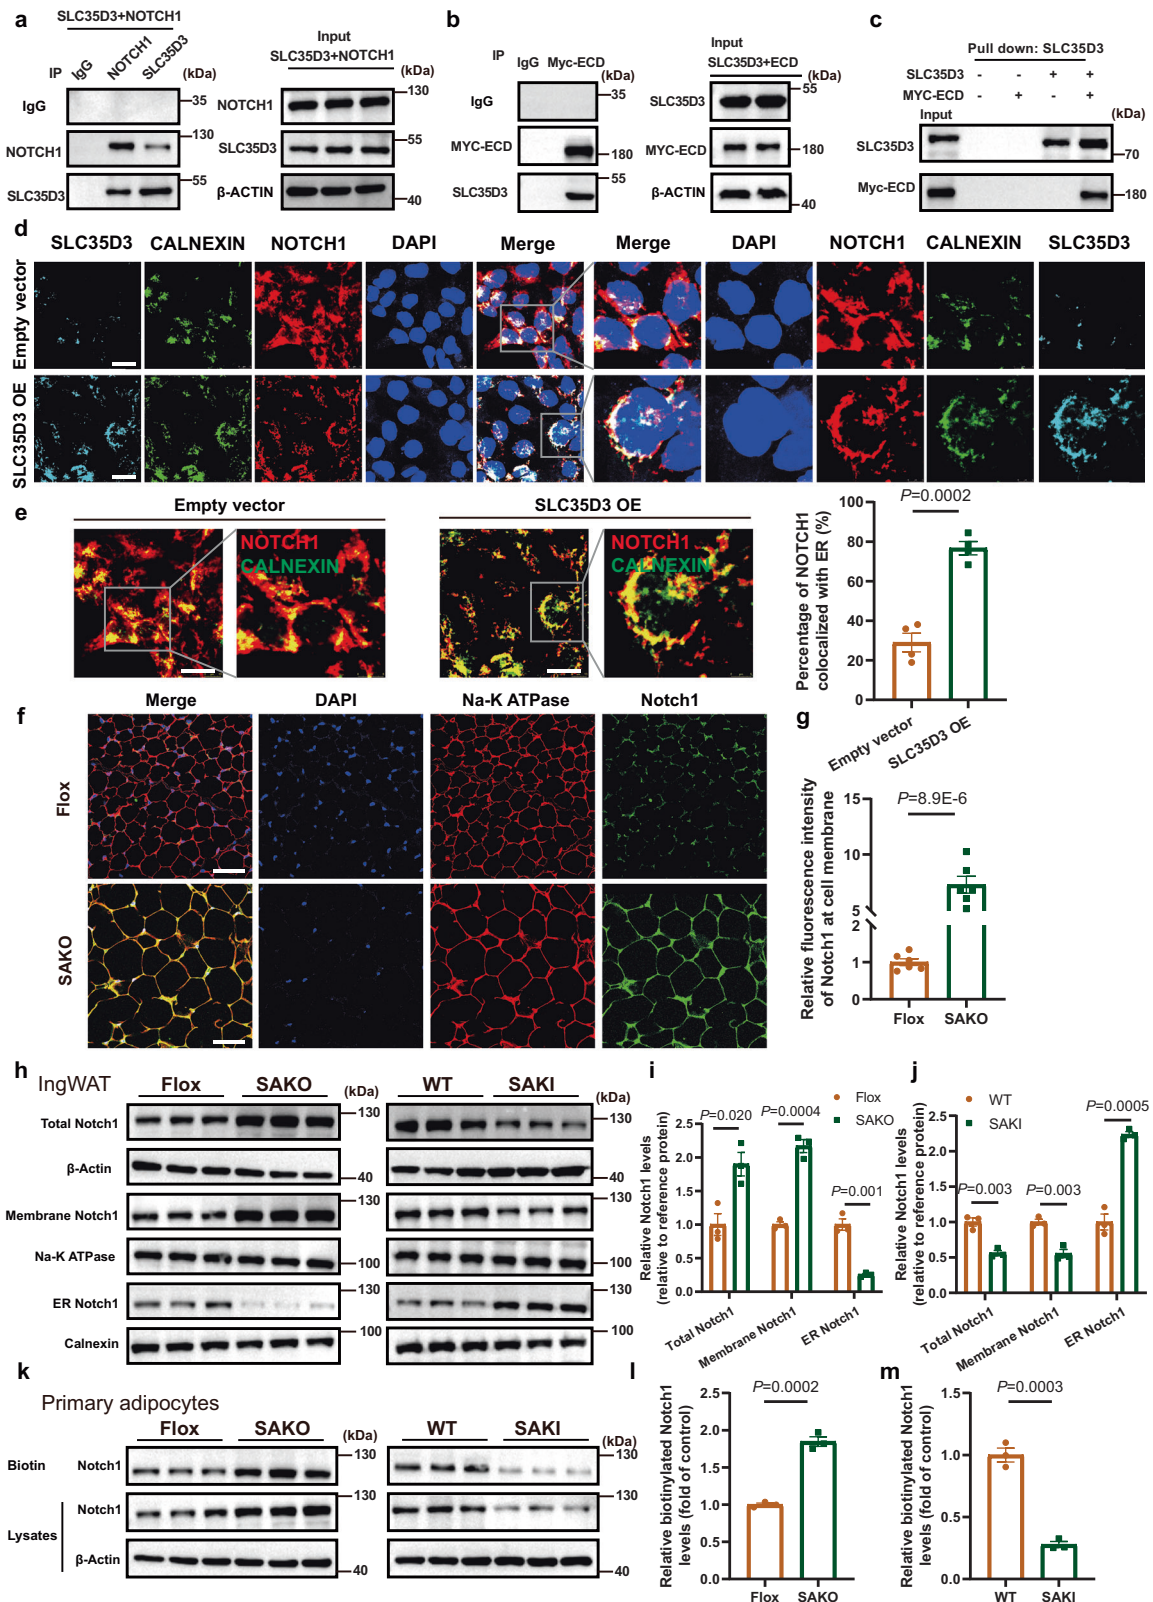 a
SLC35D3+NOTCH1
IP IgG NOTCH1 SLC35D3 (kDa)
IgG 35
NOTCH1 130
SLC35D3 55
Input
SLC35D3+NOTCH1
(kDa)
NOTCH1 130
SLC35D3 55
β-ACTIN 40
b
IP IgG Myc-ECD (kDa)
IgG 35
MYC-ECD 180
SLC35D3 55
Input
SLC35D3+ECD
(kDa)
SLC35D3 55
MYC-ECD 180
β-ACTIN 40
c
Pull down: SLC35D3
SLC35D3 - - + +
MYC-ECD - + - +
Input (kDa)
SLC35D3 70
Myc-ECD 180
d
SLC35D3 CALNEXIN NOTCH1 DAPI Merge Merge DAPI NOTCH1 CALNEXIN SLC35D3
Empty vector
SLC35D3 OE
e
Empty vector SLC35D3 OE
NOTCH1
CALNEXIN
NOTCH1
CALNEXIN
Percentage of NOTCH1
colocalized with ER (%)
P=0.0002
100
80
60
40
20
0
Empty vector SLC35D3 OE
f
Merge DAPI Na-K ATPase Notch1
Flox
SAKO
g
Relative fluorescence intensity
of Notch1 at cell membrane
P=8.9E-6
15
10
5
2
1
0
Flox SAKO
h IngWAT
Flox SAKO (kDa) WT SAKI (kDa)
Total Notch1 130 130
β-Actin 40 40
Membrane Notch1 130 130
Na-K ATPase 100 100
ER Notch1 130 130
Calnexin 100 100
i
Flox
SAKO
Relative Notch1 levels
(relative to reference protein)
P=0.020 P=0.0004 P=0.001
2.5
2.0
1.5
1.0
0.5
0.0
Total Notch1 Membrane Notch1 ER Notch1
j
WT
SAKI
Relative Notch1 levels
(relative to reference protein)
P=0.003 P=0.003 P=0.0005
2.5
2.0
1.5
1.0
0.5
0.0
Total Notch1 Membrane Notch1 ER Notch1
k
Primary adipocytes
Flox SAKO (kDa) WT SAKI (kDa)
Biotin Notch1 130 130
Lysates
Notch1 130 130
β-Actin 40 40
l
Relative biotinylated Notch1
levels (fold of control)
P=0.0002
2.5
2.0
1.5
1.0
0.5
0.0
Flox SAKO
m
Relative biotinylated Notch1
levels (fold of control)
P=0.0003
1.5
1.0
0.5
0.0
WT SAKI